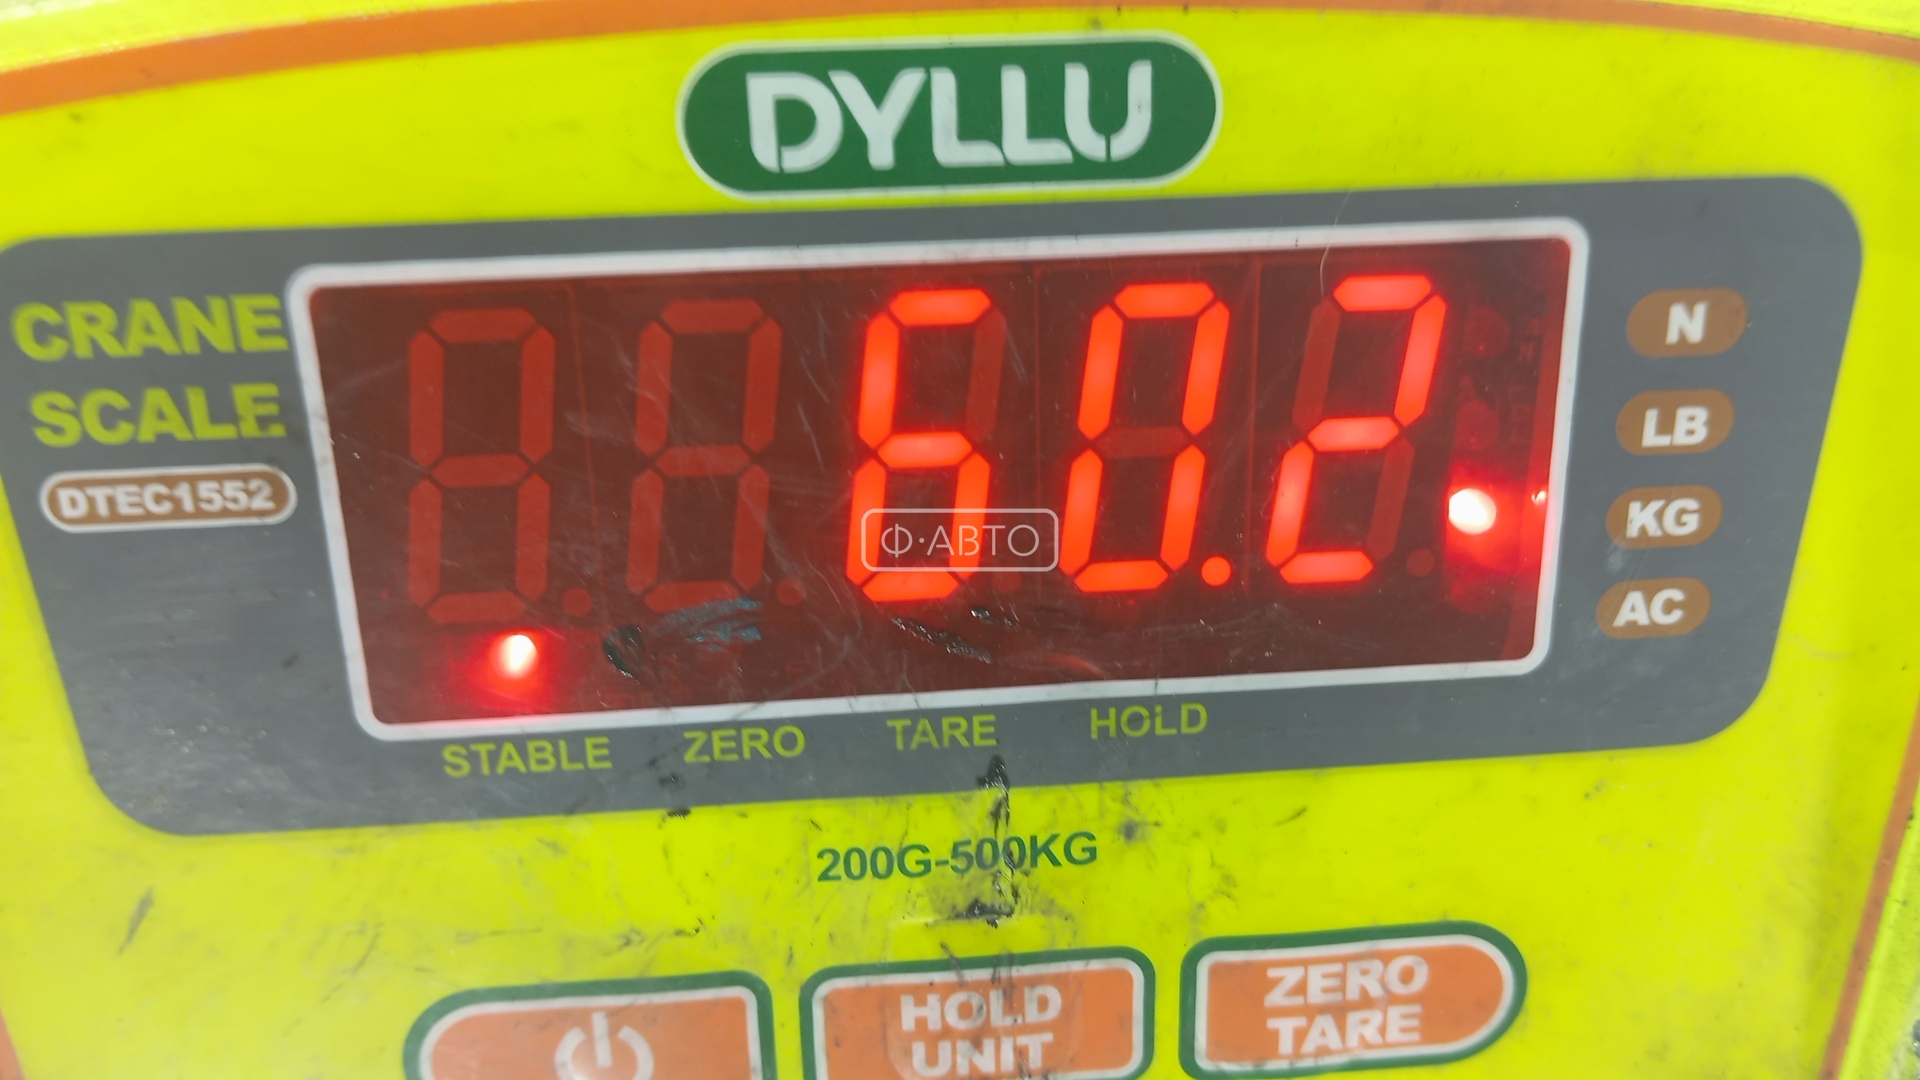 DYLLU
CRANE
SCALE
DTEC1552
60.2
N
LB
KG
AC
Ф·АВТО
STABLE ZERO TARE HOLD
200G-500KG
HOLD
UNIT
ZERO
TARE